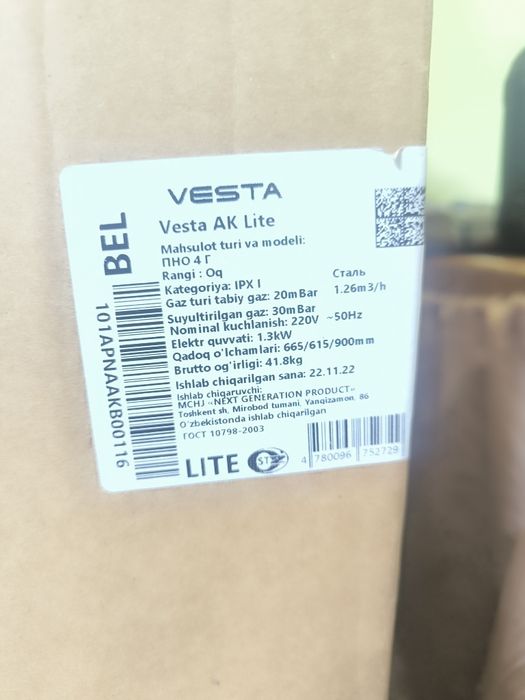 VESTA
Vesta AK Lite
Mahsulot turi va modeli:
ПНО 4 Г
Rangi : Oq
Kategoriya: IPX I Сталь
Gaz turi tabiy gaz: 20mBar 1.26m3/h
Suyultirilgan gaz: 30mBar
Nominal kuchlanish: 220V ~50Hz
Elektr quvvati: 1.3kW
Qadoq o'lchamlari: 665/615/900mm
Brutto og'irligi: 41.8kg
Ishlab chiqarilgan sana: 22.11.22
Ishlab chiqaruvchi:
MCHJ «NEXT GENERATION PRODUCT»
Toshkent sh, Mirobod tumani, Yangizamon, 86
O'zbekistonda ishlab chiqarilgan
ГОСТ 10798-2003
LITE
4 780096 752729
BEL
101APNAAKB00116